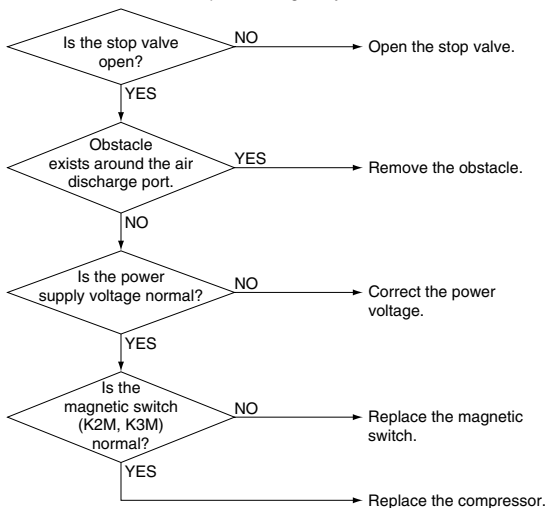 Is the stop valve
open?
NO
Open the stop valve.
YES
Obstacle
exists around the air
discharge port.
YES
Remove the obstacle.
NO
Is the power
supply voltage normal?
NO
Correct the power
voltage.
YES
Is the
magnetic switch
(K2M, K3M)
normal?
NO
Replace the magnetic
switch.
YES
Replace the compressor.